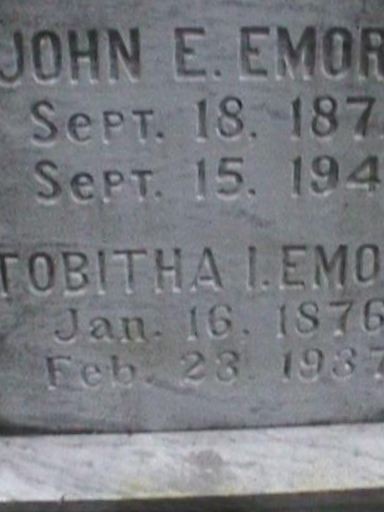 JOHN E. EMOR
SEPT. 18. 187
SEPT. 15. 194
TOBITHA I. EMO
Jan. 16. 1876
Feb. 23. 1937